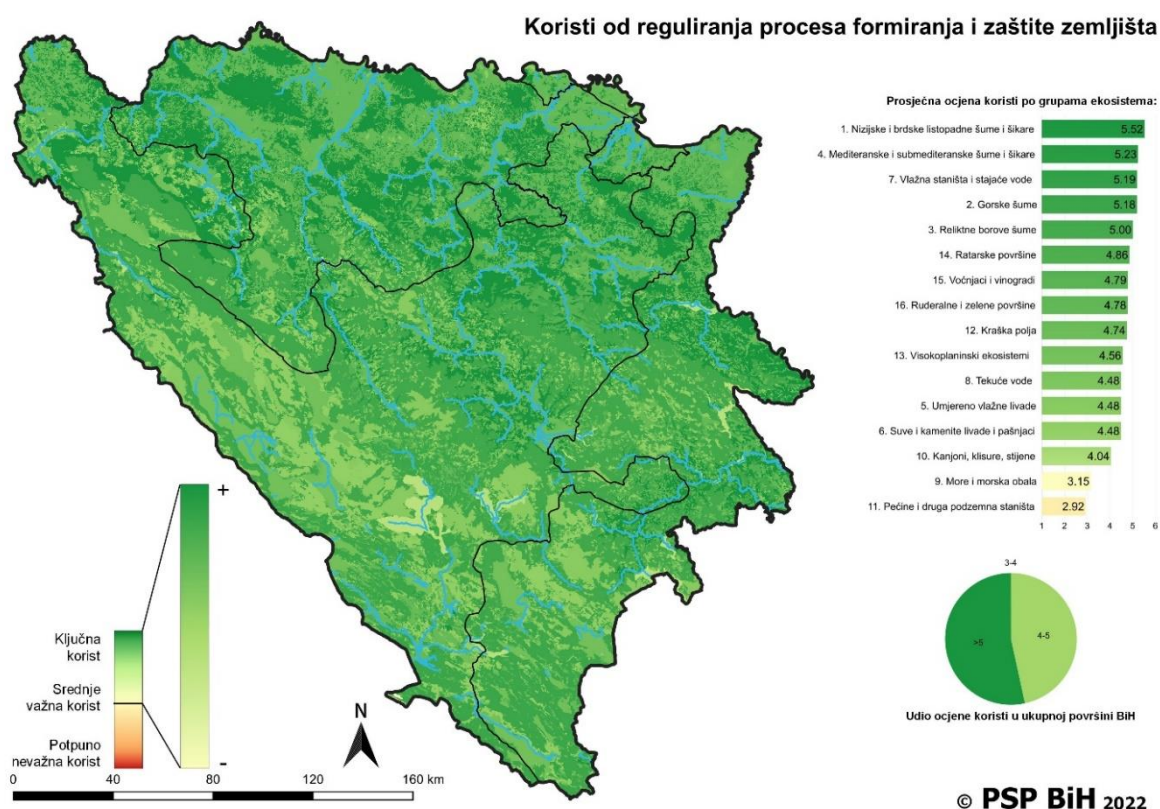 Koristi od reguliranja procesa formiranja i zaštite zemljišta
Prosječna ocjena koristi po grupama ekosistema:
1. Nizijske i brdske listopadne šume i šikare 5.52
4. Mediteranske i submediteranske šume i šikare 5.23
7. Vlažna staništa i stajaće vode 5.19
2. Gorske šume 5.18
3. Reliktne borove šume 5.00
14. Ratarske površine 4.86
15. Voćnjaci i vinogradi 4.79
16. Ruderalne i zelene površine 4.78
12. Kraška polja 4.74
13. Visokoplaninski ekosistemi 4.56
8. Tekuće vode 4.48
5. Umjereno vlažne livade 4.48
6. Suve i kamenite livade i pašnjaci 4.48
10. Kanjoni, klisure, stijene 4.04
9. More i morska obala 3.15
11. Pećine i druga podzemna staništa 2.92
1 2 3 4 5 6
3-4
>5
4-5
Udio ocjene koristi u ukupnoj površini BiH
+
-
Ključna
korist
Srednje
važna korist
Potpuno
nevažna korist
N
0 40 80 120 160 km
© PSP BiH 2022